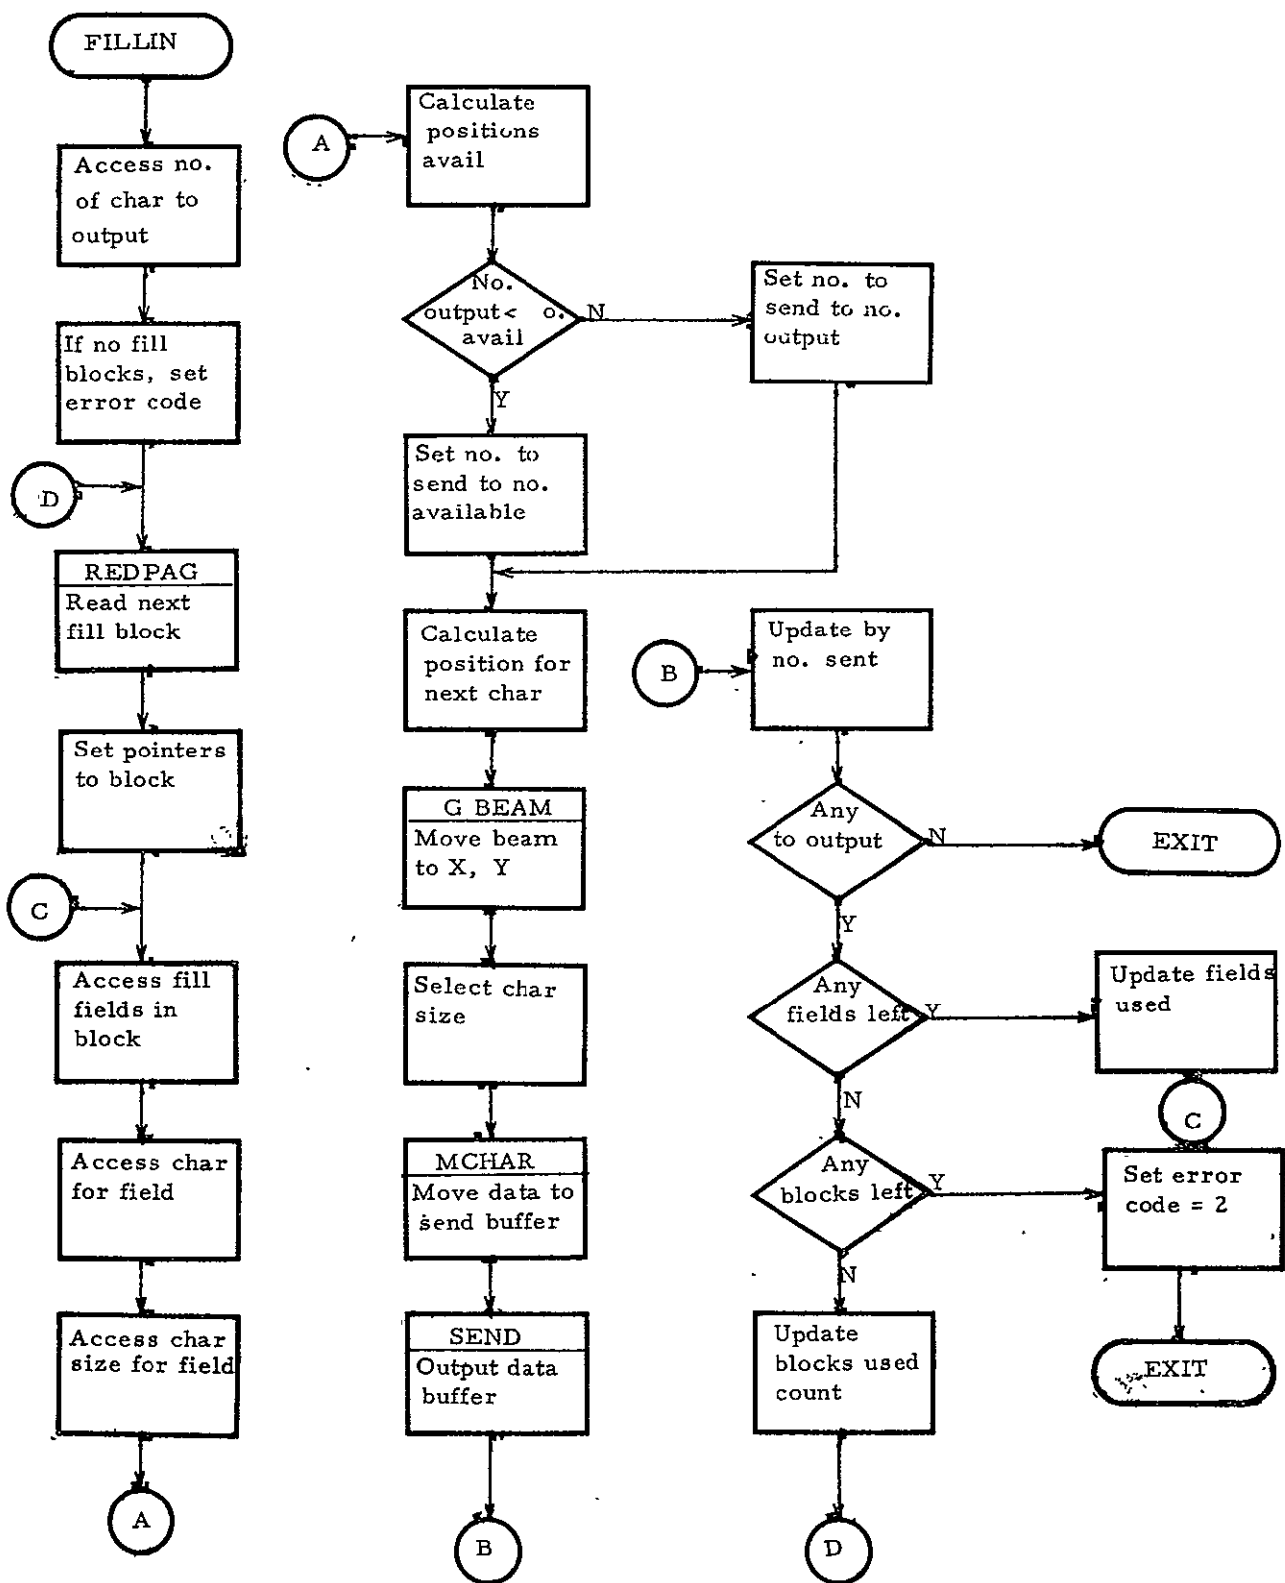 FILLIN
Access no.
of char to
output
If no fill
blocks, set
error code
D
REDPAG
Read next
fill block
Set pointers
to block
C
Access fill
fields in
block
Access char
for field
Access char
size for field
A
A
Calculate
positions
avail
No.
output < o.
avail
N
Y
Set no. to
send to no.
output
Set no. to
send to no.
available
Calculate
position for
next char
G BEAM
Move beam
to X, Y
Select char
size
MCHAR
Move data to
send buffer
SEND
Output data
buffer
B
B
Update by
no. sent
Any
to output
N
EXIT
Y
Any
fields left
Y
Update fields
used
C
N
Any
blocks left
Y
Set error
code = 2
EXIT
N
Update
blocks used
count
D